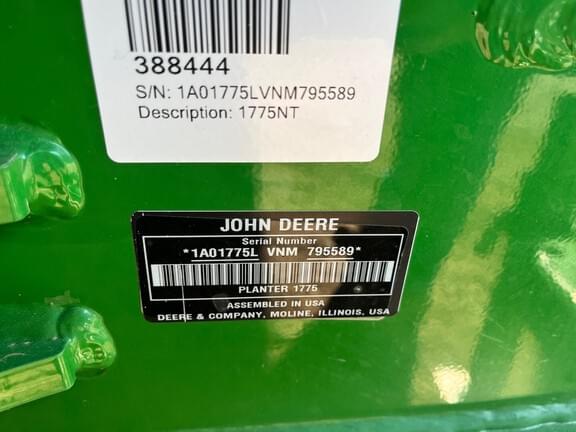 388444
S/N: 1A01775LVNM795589
Description: 1775NT
JOHN DEERE
Serial Number
*1A01775L VNM 795589*
PLANTER 1775
ASSEMBLED IN USA
DEERE & COMPANY, MOLINE, ILLINOIS, USA